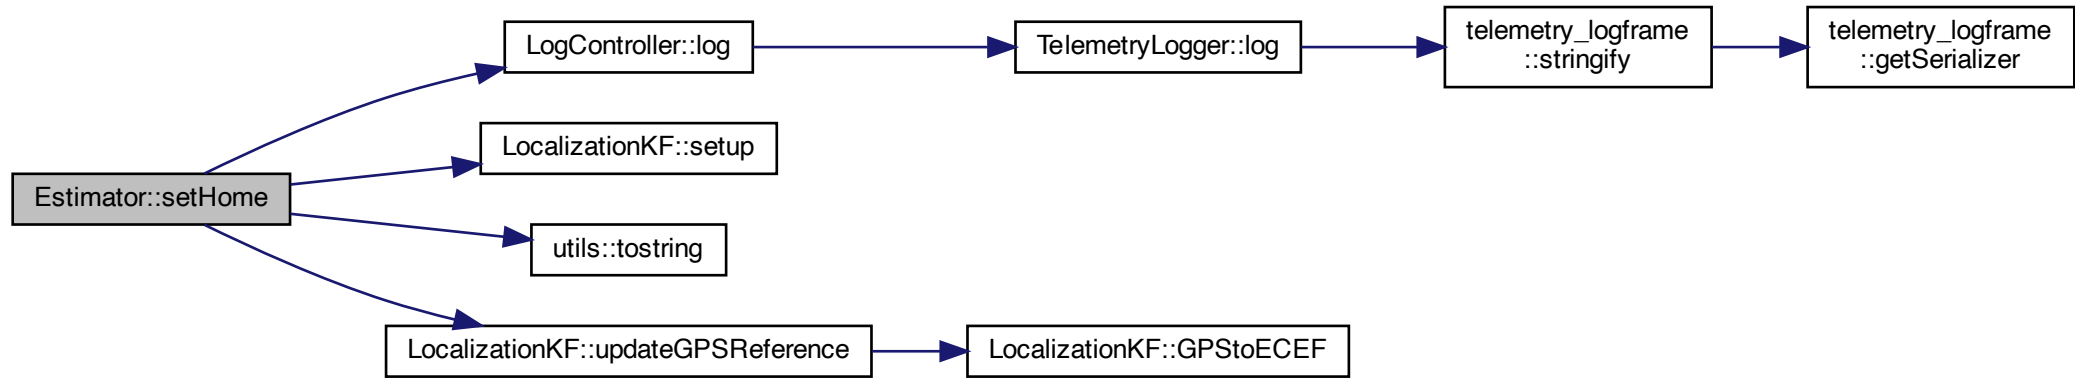 LogController::log
TelemetryLogger::log
telemetry_logframe
::stringify
telemetry_logframe
::getSerializer
LocalizationKF::setup
Estimator::setHome
utils::tostring
LocalizationKF::updateGPSReference
LocalizationKF::GPStoECEF